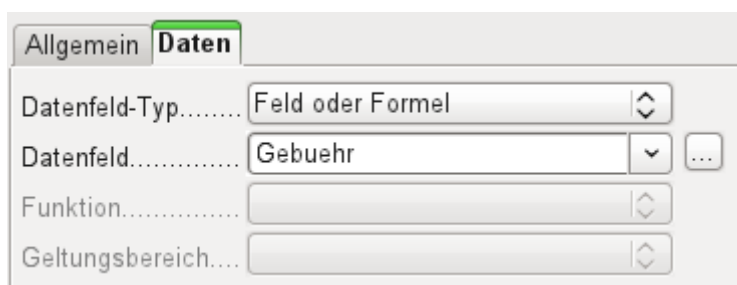 Allgemein Daten
Datenfeld-Typ........ Feld oder Formel
Datenfeld.............. Gebuehr ...
Funktion...............
Geltungsbereich....